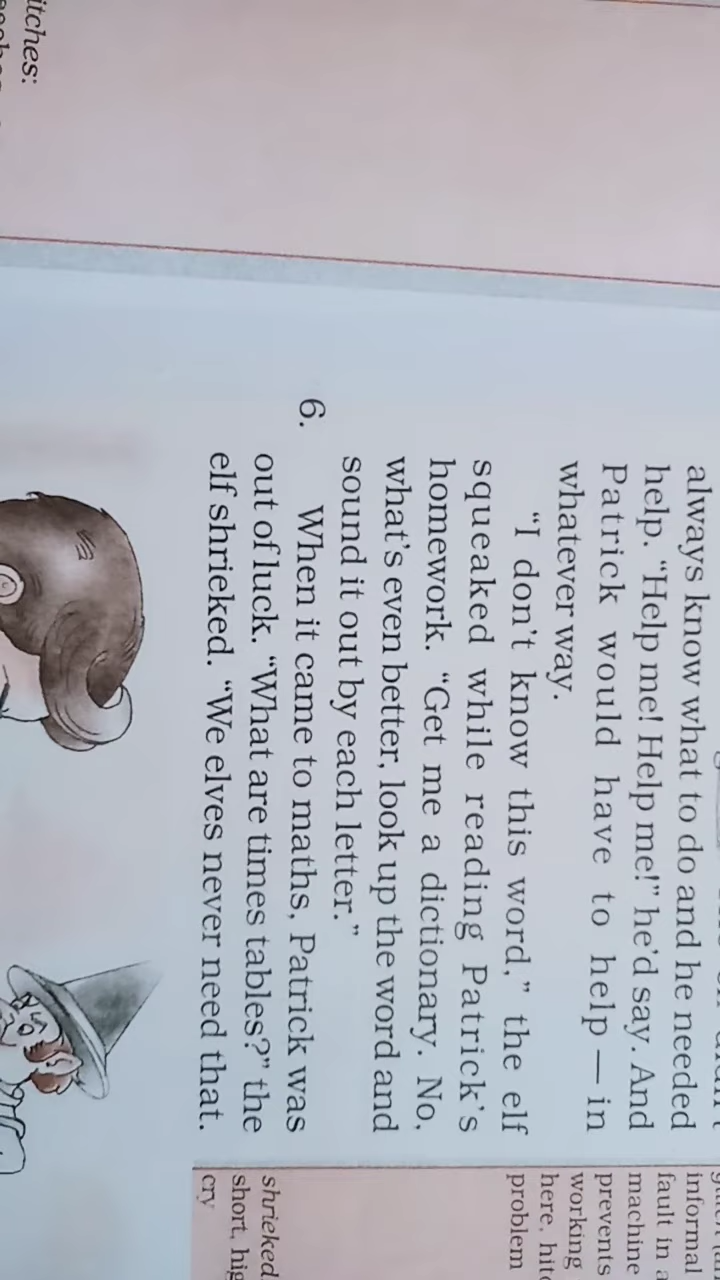 always know what to do and he needed
help. “Help me! Help me!” he’d say. And
Patrick would have to help — in
whatever way.
“I don’t know this word,” the elf
squeaked while reading Patrick’s
homework. “Get me a dictionary. No,
what’s even better, look up the word and
sound it out by each letter.”
6. When it came to maths, Patrick was
out of luck. “What are times tables?” the
elf shrieked. “We elves never need that.
informal
fault in a
machine
prevents
working
here, hit
problem
shrieked
short, hig
cry
itches: